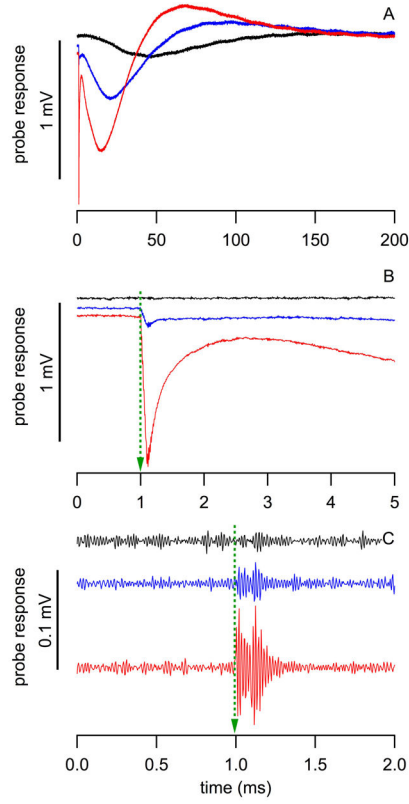 A
probe response
1 mV
0 50 100 150 200
B
probe response
1 mV
0 1 2 3 4 5
C
probe response
0.1 mV
0.0 0.5 1.0 1.5 2.0
time (ms)